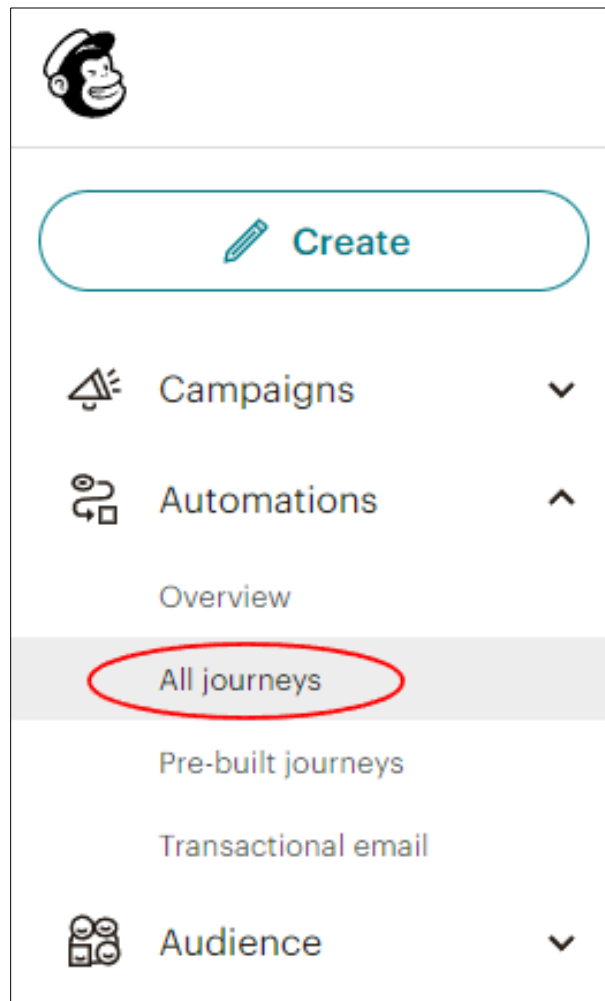 Create
Campaigns
Automations
Overview
All journeys
Pre-built journeys
Transactional email
Audience